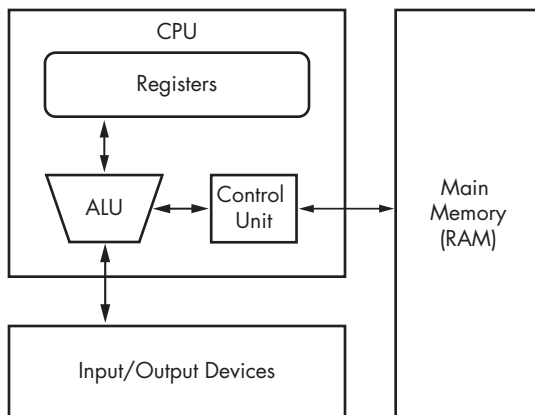 CPU
Registers
ALU
Control
Unit
Main
Memory
(RAM)
Input/Output Devices